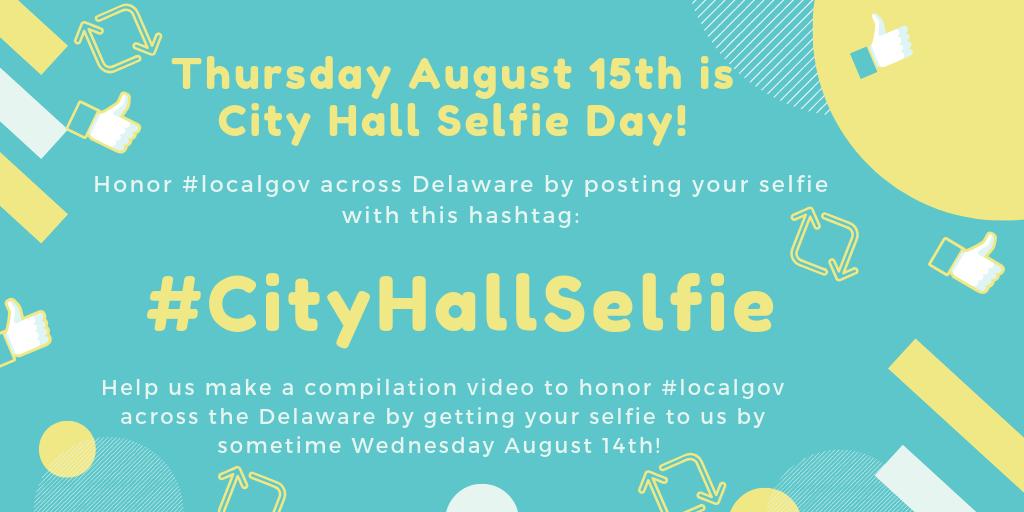 Thursday August 15th is
City Hall Selfie Day!
Honor #localgov across Delaware by posting your selfie
with this hashtag:
#CityHallSelfie
Help us make a compilation video to honor #localgov
across the Delaware by getting your selfie to us by
sometime Wednesday August 14th!